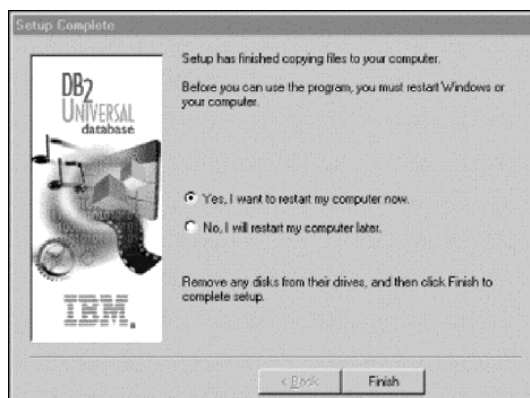 Setup Complete
DB2
UNIVERSAL
database
IBM.
Setup has finished copying files to your computer.
Before you can use the program, you must restart Windows or
your computer.
Yes, I want to restart my computer now.
No, I will restart my computer later.
Remove any disks from their drives, and then click Finish to
complete setup.
< Back
Finish